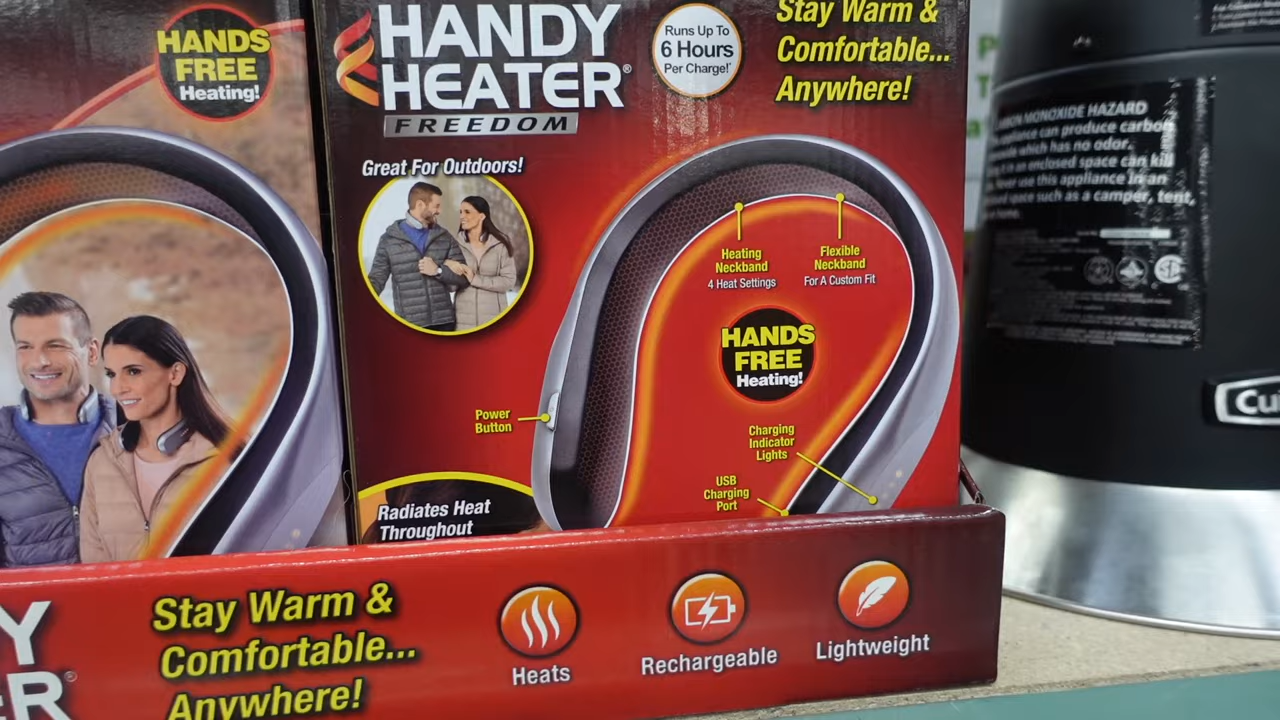 HANDS
FREE
Heating!
HANDY
HEATER®
FREEDOM
Runs Up To
6 Hours
Per Charge!*
Stay Warm &
Comfortable...
Anywhere!
Great For Outdoors!
Heating
Neckband
4 Heat Settings
Flexible
Neckband
For A Custom Fit
HANDS
FREE
Heating!
Power
Button
Charging
Indicator
Lights
USB
Charging
Port
Radiates Heat
Throughout
Y
ER®
Stay Warm &
Comfortable...
Anywhere!
Heats
Rechargeable
Lightweight
MONOXIDE HAZARD
can produce carbon
which has no odor.
it in an enclosed space can kill
Never use this appliance in an
space such as a camper, tent,
Cu